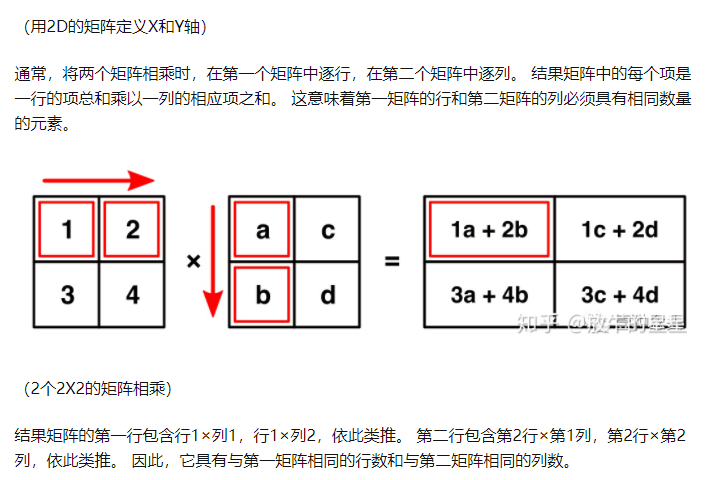 （用2D的矩阵定义X和Y轴）
通常，将两个矩阵相乘时，在第一个矩阵中逐行，在第二个矩阵中逐列。 结果矩阵中的每个项是
一行的项总和乘以一列的相应项之和。 这意味着第一矩阵的行和第二矩阵的列必须具有相同数量
的元素。
1 2 a c 1a + 2b 1c + 2d
× =
3 4 b d 3a + 4b 3c + 4d
知乎 @放牛的星星
（2个2X2的矩阵相乘）
结果矩阵的第一行包含行1×列1，行1×列2，依此类推。 第二行包含第2行×第1列，第2行×第2
列，依此类推。 因此，它具有与第一矩阵相同的行数和与第二矩阵相同的列数。